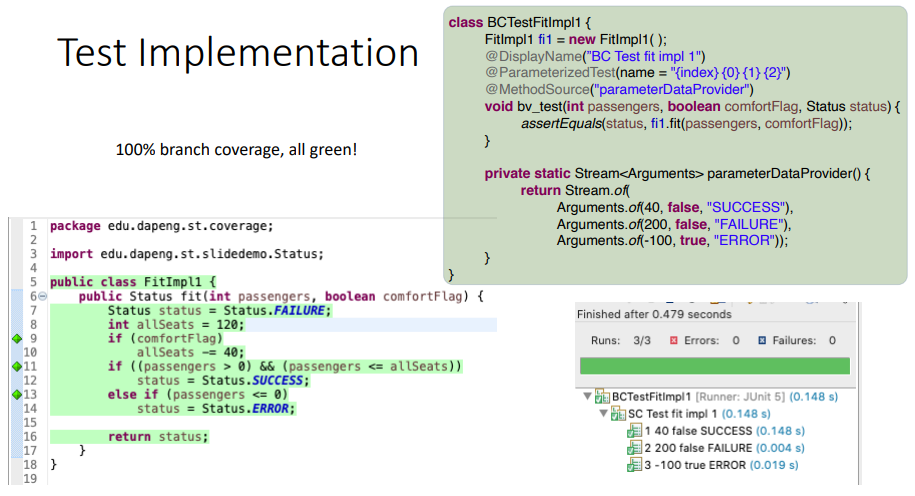 Test Implementation
100% branch coverage, all green!
class BCTestFitImpl1 {
FitImpl1 fi1 = new FitImpl1( );
@DisplayName("BC Test fit impl 1")
@ParameterizedTest(name = "{index} {0} {1} {2}")
@MethodSource("parameterDataProvider")
void bv_test(int passengers, boolean comfortFlag, Status status) {
assertEquals(status, fi1.fit(passengers, comfortFlag));
}
private static Stream<Arguments> parameterDataProvider() {
return Stream.of(
Arguments.of(40, false, "SUCCESS"),
Arguments.of(200, false, "FAILURE"),
Arguments.of(-100, true, "ERROR"));
}
}
1 package edu.dapeng.st.coverage;
2
3 import edu.dapeng.st.slidedemo.Status;
4
5 public class FitImpl1 {
6 public Status fit(int passengers, boolean comfortFlag) {
7 Status status = Status.FAILURE;
8 int allSeats = 120;
9 if (comfortFlag)
10 allSeats -= 40;
11 if ((passengers > 0) && (passengers <= allSeats))
12 status = Status.SUCCESS;
13 else if (passengers <= 0)
14 status = Status.ERROR;
15
16 return status;
17 }
18 }
19
Finished after 0.479 seconds
Runs: 3/3 Errors: 0 Failures: 0
BCTestFitImpl1 [Runner: JUnit 5] (0.148 s)
SC Test fit impl 1 (0.148 s)
1 40 false SUCCESS (0.148 s)
2 200 false FAILURE (0.004 s)
3 -100 true ERROR (0.019 s)